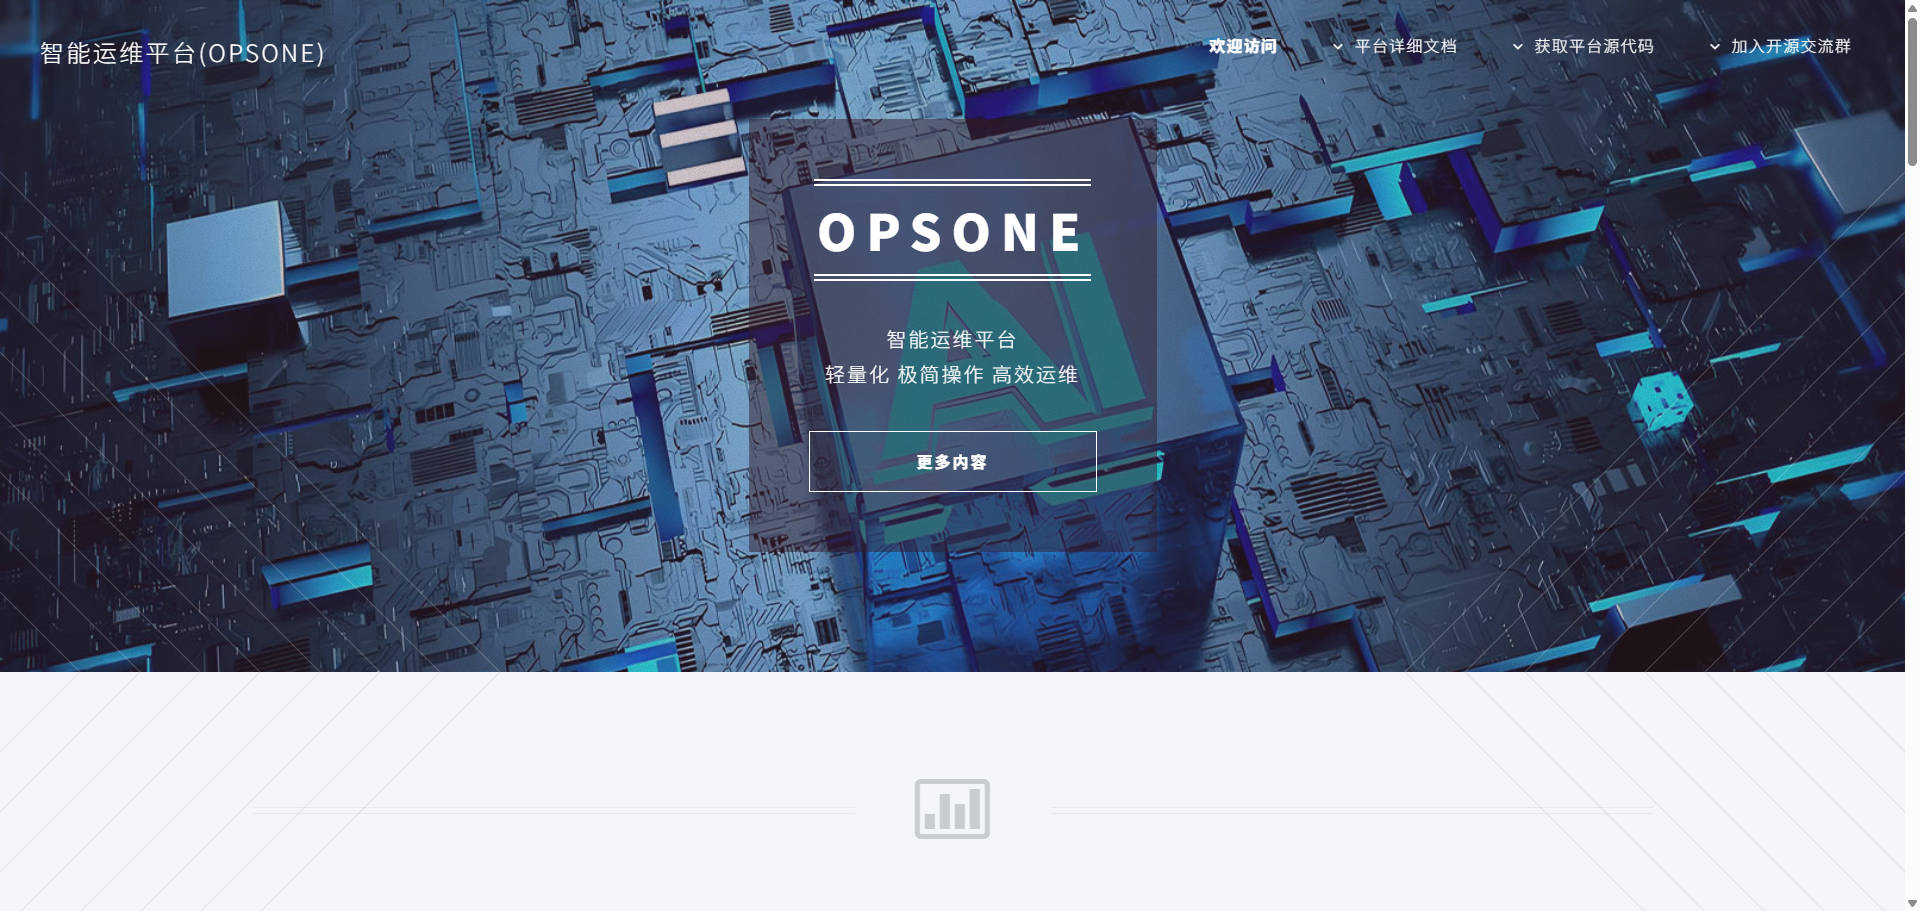 智能运维平台(OPSONE)
欢迎访问
平台详细文档
获取平台源代码
加入开源交流群
OPSONE
智能运维平台
轻量化 极简操作 高效运维
更多内容
AI